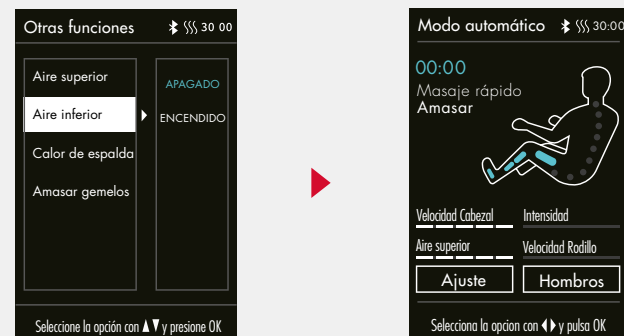 Otras funciones 30 00
Aire superior
Aire inferior
Calor de espalda
Amasar gemelos
APAGADO
ENCENDIDO
Seleccione la opción con ▲▼ y presione OK
Modo automático 30:00
00:00
Masaje rápido
Amasar
Velocidad Cabezal Intensidad
Aire superior Velocidad Rodillo
Ajuste Hombros
Selecciona la opcion con ◀▶ y pulsa OK